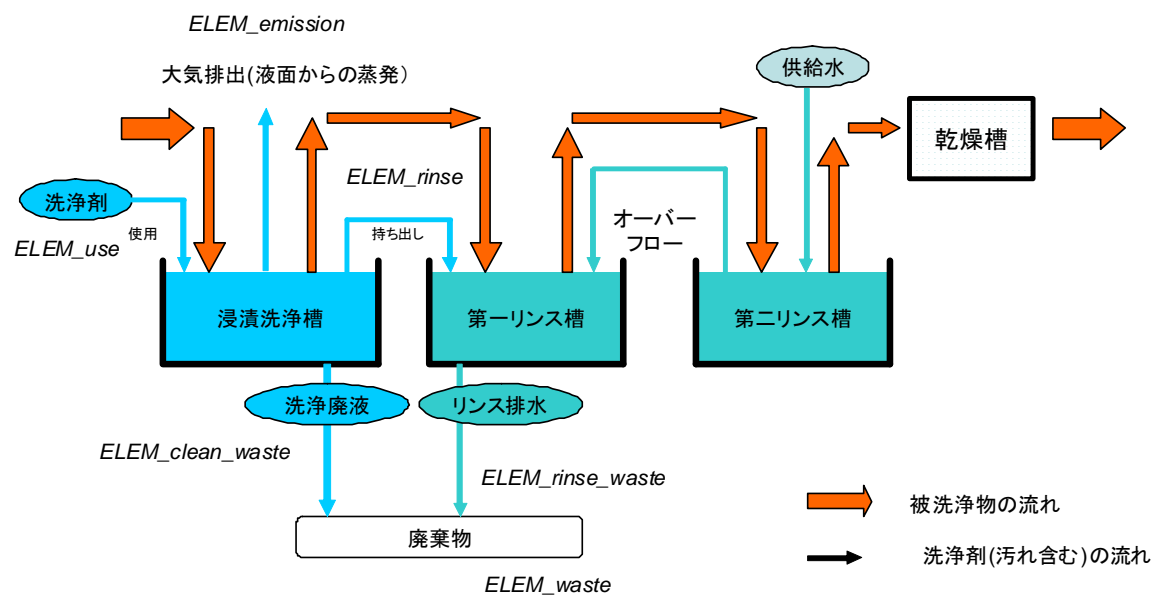 ELEM_emission
大気排出(液面からの蒸発)
供給水
乾燥槽
ELEM_rinse
洗浄剤
使用
ELEM_use
持ち出し
オーバー
フロー
浸漬洗浄槽
第一リンス槽
第二リンス槽
洗浄廃液
リンス排水
ELEM_clean_waste
ELEM_rinse_waste
被洗浄物の流れ
廃棄物
洗浄剤(汚れ含む)の流れ
ELEM_waste